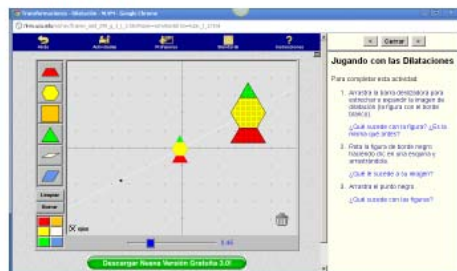 Transformaciones - Dilatación - NLVM - Google Chrome
Inicio
Actividades
Profesores
Instrucciones
Limpiar
Borrar
ejes
Descargar Nueva Versión Gratuita 3.0!
Cerrar
Jugando con las Dilataciones
Para completar esta actividad:
1. Arrastra la barra deslizadora para
estrechar o expandir la imagen de
dilatación (la figura con el borde
blanco).
¿Qué sucede con la figura? ¿Es la
misma que antes?
2. Rota la figura de borde negro
haciendo clic en una esquina y
arrastrándola.
¿Qué le sucede a su imagen?
3. Arrastra el punto negro.
¿Qué sucede con las figuras?